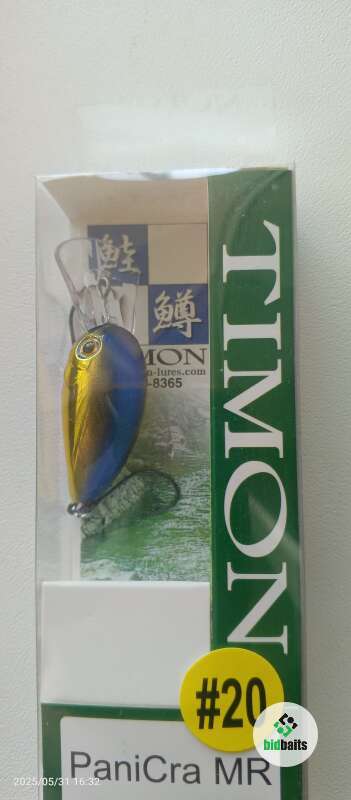 鮭
鱒
MON
n-lures.com
-8365
TIMON
#20
bidbaits
PaniCra MR
2025/05/31 16:32